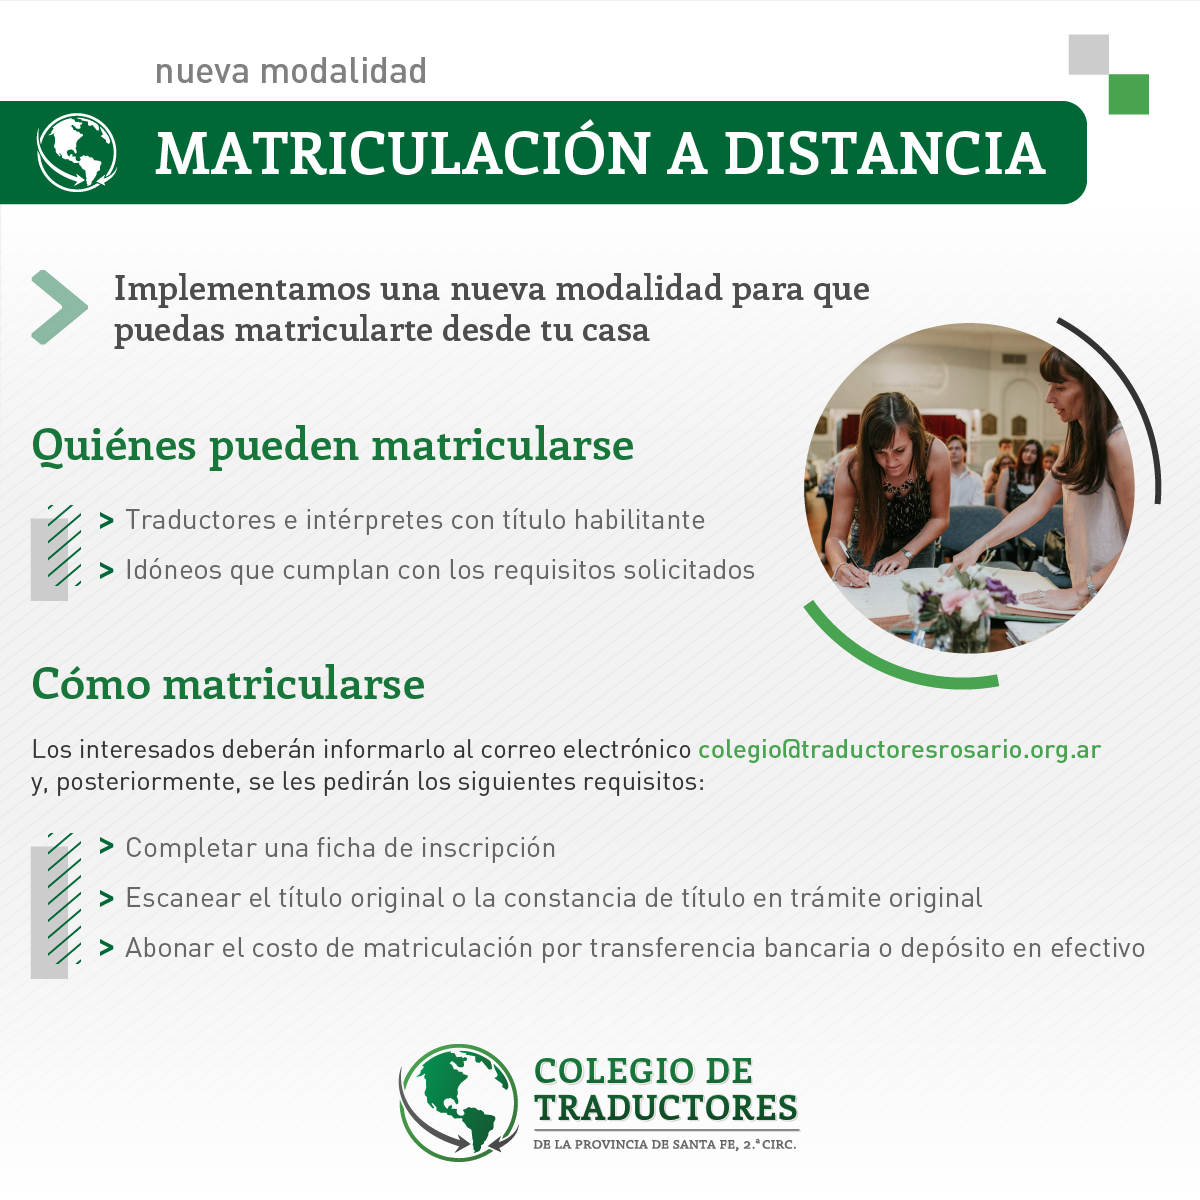 nueva modalidad
MATRICULACIÓN A DISTANCIA
Implementamos una nueva modalidad para que
puedas matricularte desde tu casa
Quiénes pueden matricularse
> Traductores e intérpretes con título habilitante
> Idóneos que cumplan con los requisitos solicitados
Cómo matricularse
Los interesados deberán informarlo al correo electrónico colegio@traductoresrosario.org.ar
y, posteriormente, se les pedirán los siguientes requisitos:
> Completar una ficha de inscripción
> Escanear el título original o la constancia de título en trámite original
> Abonar el costo de matriculación por transferencia bancaria o depósito en efectivo
COLEGIO DE
TRADUCTORES
DE LA PROVINCIA DE SANTA FE, 2.ª CIRC.